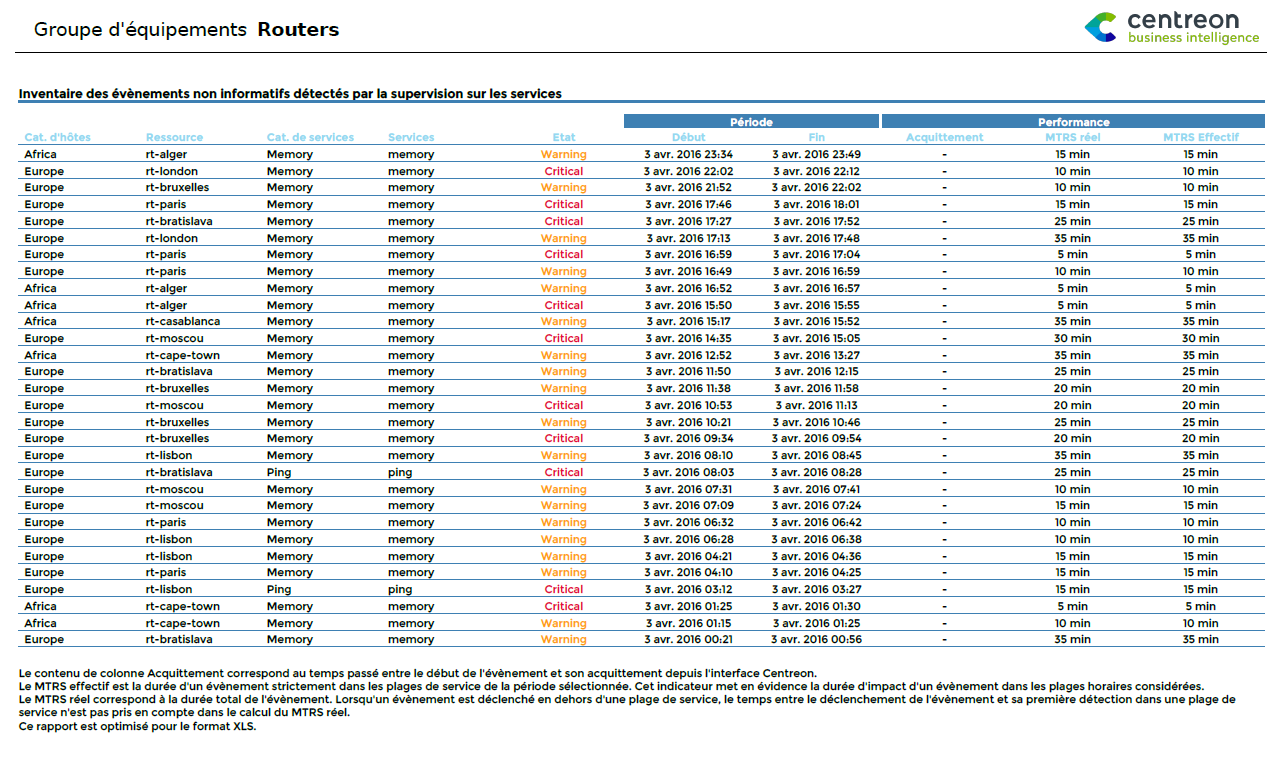 Groupe d'équipements Routers
centreon
business intelligence
Inventaire des évènements non informatifs détectés par la supervision sur les services
Période Performance
Cat. d'hôtes Ressource Cat. de services Services Etat Début Fin Acquittement MTRS réel MTRS Effectif
Africa rt-alger Memory memory Warning 3 avr. 2016 23:34 3 avr. 2016 23:49 - 15 min 15 min
Europe rt-london Memory memory Critical 3 avr. 2016 22:02 3 avr. 2016 22:12 - 10 min 10 min
Europe rt-bruxelles Memory memory Warning 3 avr. 2016 21:52 3 avr. 2016 22:02 - 10 min 10 min
Europe rt-paris Memory memory Critical 3 avr. 2016 17:46 3 avr. 2016 18:01 - 15 min 15 min
Europe rt-bratislava Memory memory Critical 3 avr. 2016 17:27 3 avr. 2016 17:52 - 25 min 25 min
Europe rt-london Memory memory Warning 3 avr. 2016 17:13 3 avr. 2016 17:48 - 35 min 35 min
Europe rt-paris Memory memory Critical 3 avr. 2016 16:59 3 avr. 2016 17:04 - 5 min 5 min
Europe rt-paris Memory memory Warning 3 avr. 2016 16:49 3 avr. 2016 16:59 - 10 min 10 min
Africa rt-alger Memory memory Warning 3 avr. 2016 16:52 3 avr. 2016 16:57 - 5 min 5 min
Africa rt-alger Memory memory Critical 3 avr. 2016 15:50 3 avr. 2016 15:55 - 5 min 5 min
Africa rt-casablanca Memory memory Warning 3 avr. 2016 15:17 3 avr. 2016 15:52 - 35 min 35 min
Europe rt-moscou Memory memory Critical 3 avr. 2016 14:35 3 avr. 2016 15:05 - 30 min 30 min
Africa rt-cape-town Memory memory Warning 3 avr. 2016 12:52 3 avr. 2016 13:27 - 35 min 35 min
Europe rt-bratislava Memory memory Warning 3 avr. 2016 11:50 3 avr. 2016 12:15 - 25 min 25 min
Europe rt-bruxelles Memory memory Warning 3 avr. 2016 11:38 3 avr. 2016 11:58 - 20 min 20 min
Europe rt-moscou Memory memory Critical 3 avr. 2016 10:53 3 avr. 2016 11:13 - 20 min 20 min
Europe rt-bruxelles Memory memory Warning 3 avr. 2016 10:21 3 avr. 2016 10:46 - 25 min 25 min
Europe rt-bruxelles Memory memory Critical 3 avr. 2016 09:34 3 avr. 2016 09:54 - 20 min 20 min
Europe rt-lisbon Memory memory Warning 3 avr. 2016 08:10 3 avr. 2016 08:45 - 35 min 35 min
Europe rt-bratislava Ping ping Critical 3 avr. 2016 08:03 3 avr. 2016 08:28 - 25 min 25 min
Europe rt-moscou Memory memory Warning 3 avr. 2016 07:31 3 avr. 2016 07:41 - 10 min 10 min
Europe rt-moscou Memory memory Warning 3 avr. 2016 07:09 3 avr. 2016 07:24 - 15 min 15 min
Europe rt-paris Memory memory Warning 3 avr. 2016 06:32 3 avr. 2016 06:42 - 10 min 10 min
Europe rt-lisbon Memory memory Warning 3 avr. 2016 06:28 3 avr. 2016 06:38 - 10 min 10 min
Europe rt-lisbon Memory memory Warning 3 avr. 2016 04:21 3 avr. 2016 04:36 - 15 min 15 min
Europe rt-paris Memory memory Warning 3 avr. 2016 04:10 3 avr. 2016 04:25 - 15 min 15 min
Europe rt-lisbon Ping ping Critical 3 avr. 2016 03:12 3 avr. 2016 03:27 - 15 min 15 min
Africa rt-cape-town Memory memory Critical 3 avr. 2016 01:25 3 avr. 2016 01:30 - 5 min 5 min
Africa rt-cape-town Memory memory Warning 3 avr. 2016 01:15 3 avr. 2016 01:25 - 10 min 10 min
Europe rt-bratislava Memory memory Warning 3 avr. 2016 00:21 3 avr. 2016 00:56 - 35 min 35 min
Le contenu de colonne Acquittement correspond au temps passé entre le début de l'évènement et son acquittement depuis l'interface Centreon.
Le MTRS effectif est la durée d'un évènement strictement dans les plages de service de la période sélectionnée. Cet indicateur met en évidence la durée d'impact d'un évènement dans les plages horaires considérées.
Le MTRS réel correspond à la durée total de l'évènement. Lorsqu'un évènement est déclenché en dehors d'une plage de service, le temps entre le déclenchement de l'évènement et sa première détection dans une plage de
service n'est pas pris en compte dans le calcul du MTRS réel.
Ce rapport est optimisé pour le format XLS.